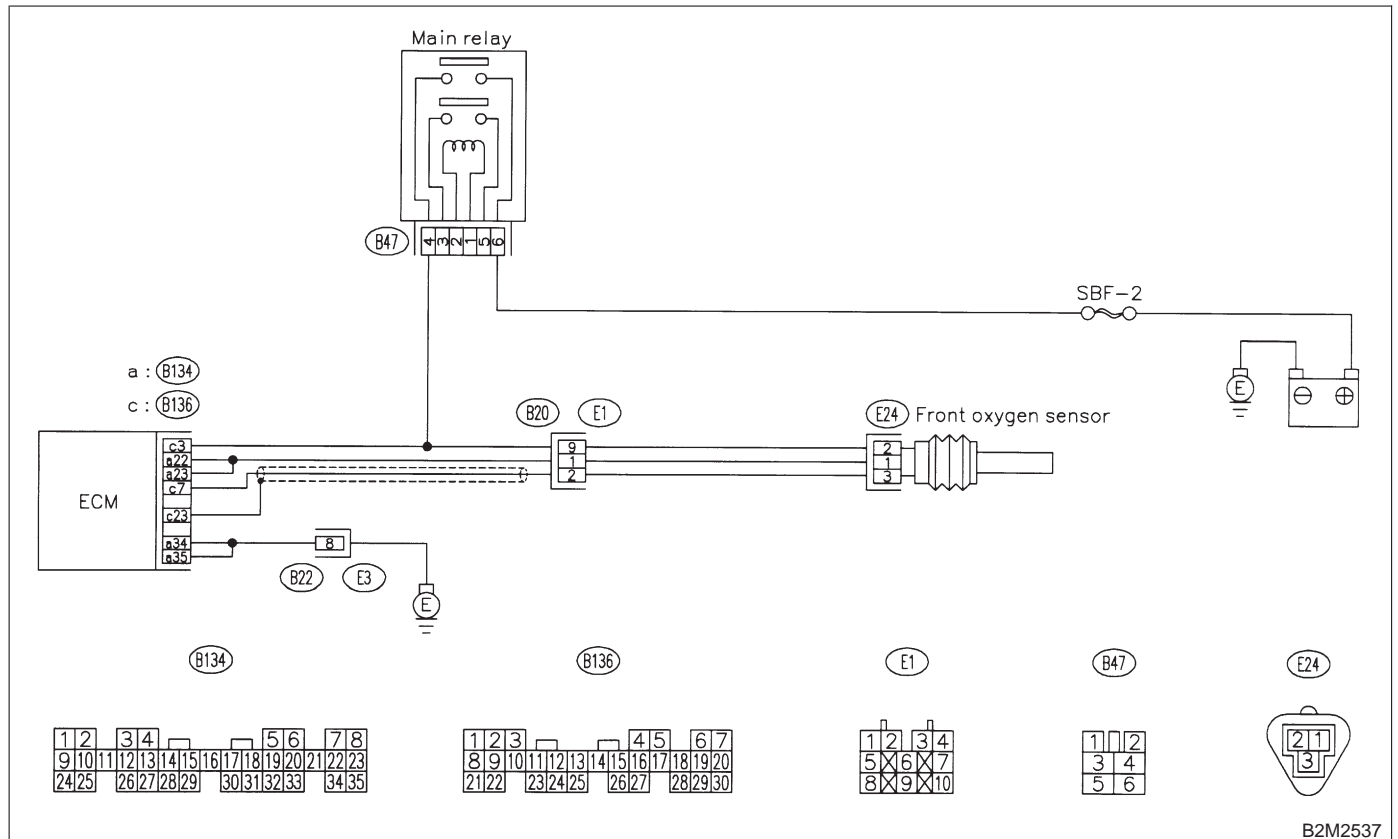 Main relay
B47
4 3 2 1 5 6
SBF-2
E
⊖ ⊕
a : B134
c : B136
B20 E1
E24 Front oxygen sensor
ECM
c3
a22
a23
c7
c23
a34
a35
9
1
2
2
1
3
8
B22 E3
E
B134
1 2 3 4 5 6 7 8
9 10 11 12 13 14 15 16 17 18 19 20 21 22 23
24 25 26 27 28 29 30 31 32 33 34 35
B136
1 2 3 4 5 6 7
8 9 10 11 12 13 14 15 16 17 18 19 20
21 22 23 24 25 26 27 28 29 30
E1
1 2 3 4
5 6 7
8 9 10
B47
1 2
3 4
5 6
E24
2 1
3
B2M2537